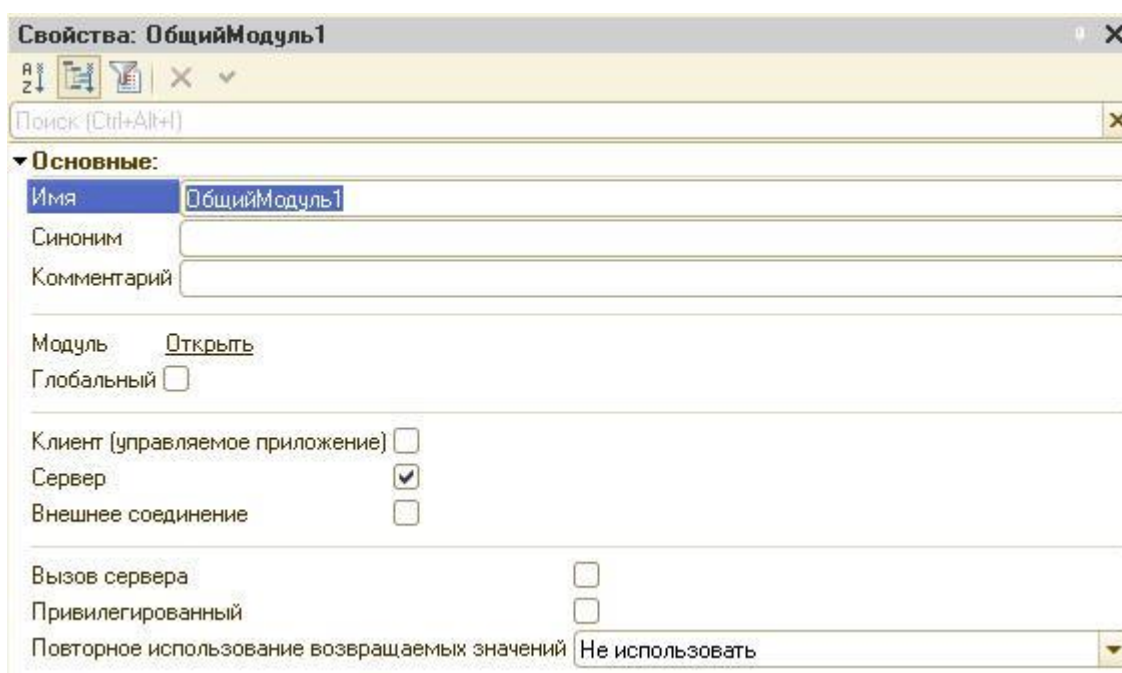 Свойства: ОбщийМодуль1
Поиск (Ctrl+Alt+I)
Основные:
Имя ОбщийМодуль1
Синоним
Комментарий
Модуль Открыть
Глобальный
Клиент (управляемое приложение)
Сервер
Внешнее соединение
Вызов сервера
Привилегированный
Повторное использование возвращаемых значений Не использовать